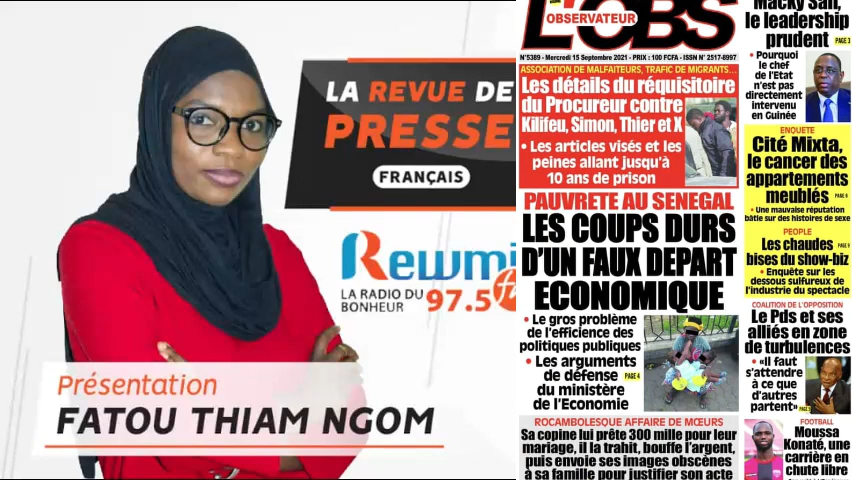 LA REVUE DE
PRESSE
FRANÇAIS
Rewmi
LA RADIO DU
BONHEUR
97.5 fm
Présentation
FATOU THIAM NGOM
L'OBS
OBSERVATEUR
N°5389 - Mercredi 15 Septembre 2021 - PRIX : 100 FCFA - ISSN N° 2517-8997
ASSOCIATION DE MALFAITEURS, TRAFIC DE MIGRANTS...
Les détails du réquisitoire
du Procureur contre
Kilifeu, Simon, Thier et X
• Les articles visés et les
peines allant jusqu'à
10 ans de prison
PAUVRETE AU SENEGAL
LES COUPS DURS
D'UN FAUX DEPART
ECONOMIQUE
• Le gros problème
de l'efficience des
politiques publiques
• Les arguments
de défense PAGE 4
du ministère
de l'Economie
ROCAMBOLESQUE AFFAIRE DE MŒURS
Sa copine lui prête 300 mille pour leur
mariage, il la trahit, bouffe l'argent,
puis envoie ses images obscènes
à sa famille pour justifier son acte
Macky Sall,
le leadership
prudent PAGE 3
• Pourquoi
le chef
de l'Etat
n'est pas
directement
intervenu
en Guinée
ENQUETE
Cité Mixta,
le cancer des
appartements
meublés
• Une mauvaise réputation
bâtie sur des histoires de sexe
PEOPLE
Les chaudes
bises du show-biz
• Enquête sur les
dessous sulfureux de
l'industrie du spectacle
COALITION DE L'OPPOSITION
Le Pds et ses
alliés en zone
de turbulences
• «Il faut
s'attendre
à ce que
d'autres
partent»
FOOTBALL
Moussa
Konaté, une
carrière en
chute libre